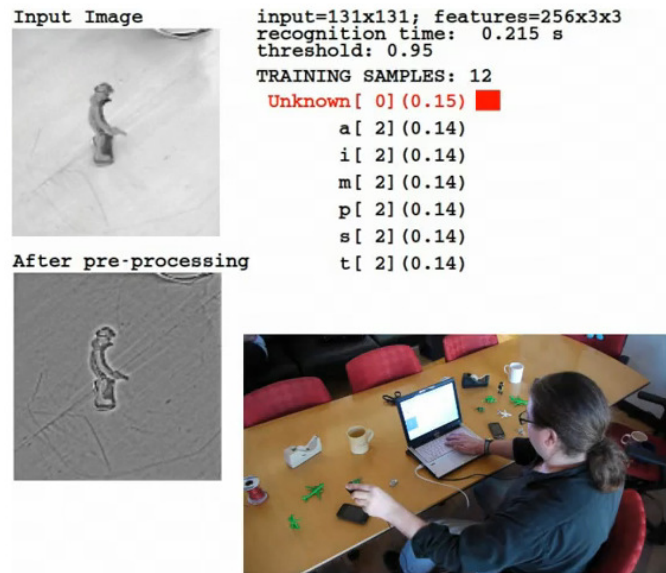 Input Image
input=131x131; features=256x3x3
recognition time:  0.215 s
threshold: 0.95
TRAINING SAMPLES: 12
Unknown[ 0](0.15)
a[ 2](0.14)
i[ 2](0.14)
m[ 2](0.14)
p[ 2](0.14)
s[ 2](0.14)
t[ 2](0.14)
After pre-processing